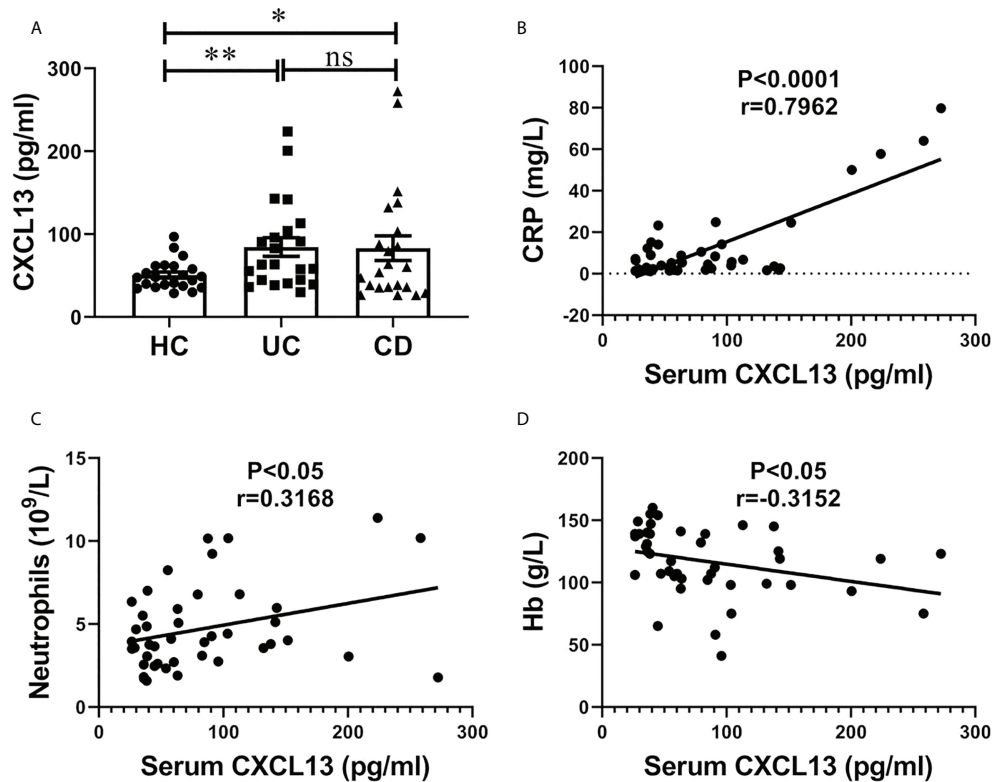 A
*
**
ns
CXCL13 (pg/ml)
300
200
100
0
HC
UC
CD
B
P<0.0001
r=0.7962
CRP (mg/L)
100
80
60
40
20
0
-20
0
100
200
300
Serum CXCL13 (pg/ml)
C
P<0.05
r=0.3168
Neutrophils (10⁹/L)
15
10
5
0
0
100
200
300
Serum CXCL13 (pg/ml)
D
P<0.05
r=-0.3152
Hb (g/L)
200
150
100
50
0
0
100
200
300
Serum CXCL13 (pg/ml)